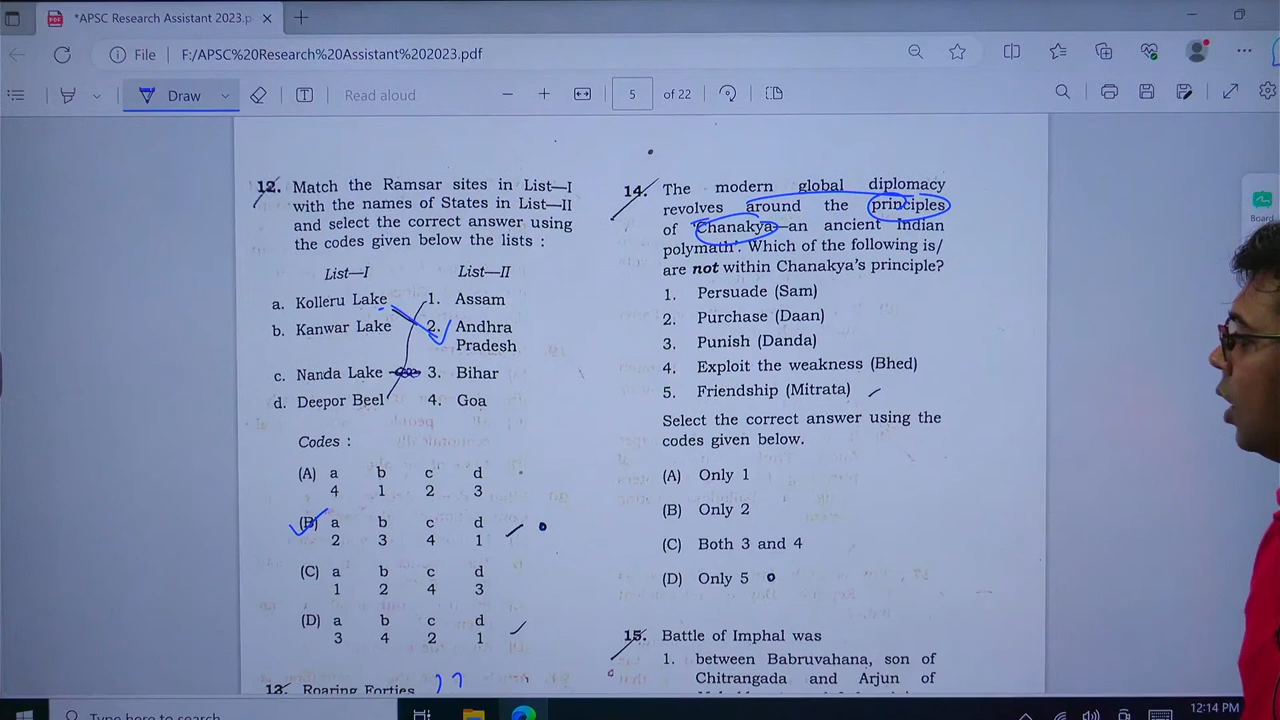 *APSC Research Assistant 2023.p
File
F:/APSC%20Research%20Assistant%202023.pdf
Draw
Read aloud
5
of 22
Board
12. Match the Ramsar sites in List—I
with the names of States in List—II
and select the correct answer using
the codes given below the lists :
List—I List—II
a. Kolleru Lake 1. Assam
b. Kanwar Lake 2. Andhra
Pradesh
c. Nanda Lake 3. Bihar
d. Deepor Beel 4. Goa
Codes :
(A) a b c d
4 1 2 3
(B) a b c d
2 3 4 1
(C) a b c d
1 2 4 3
(D) a b c d
3 4 2 1
13. Roaring Forties
14. The modern global diplomacy
revolves around the principles
of 'Chanakya—an ancient Indian
polymath'. Which of the following is/
are not within Chanakya's principle?
1. Persuade (Sam)
2. Purchase (Daan)
3. Punish (Danda)
4. Exploit the weakness (Bhed)
5. Friendship (Mitrata)
Select the correct answer using the
codes given below.
(A) Only 1
(B) Only 2
(C) Both 3 and 4
(D) Only 5
15. Battle of Imphal was
1. between Babruvahana, son of
Chitrangada and Arjun of
Type here to search
12:14 PM